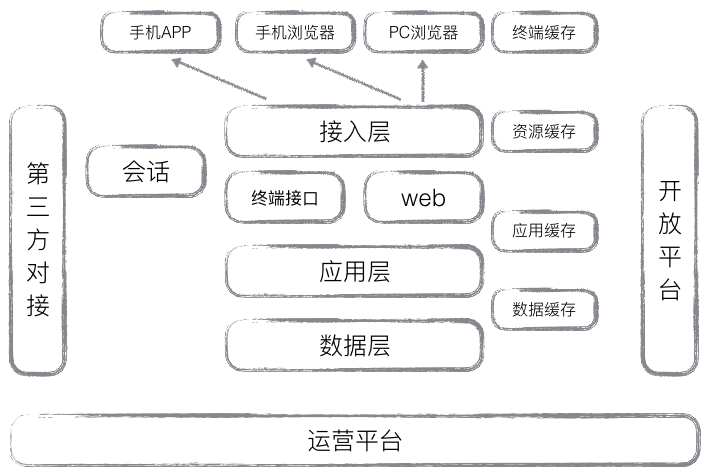 手机APP
手机浏览器
PC浏览器
终端缓存
接入层
资源缓存
会话
终端接口
web
应用缓存
应用层
数据缓存
数据层
第三方对接
开放平台
运营平台